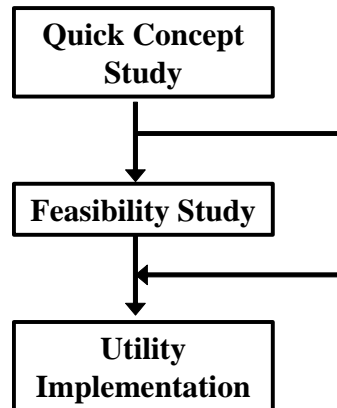 Quick Concept
Study
Feasibility Study
Utility
Implementation